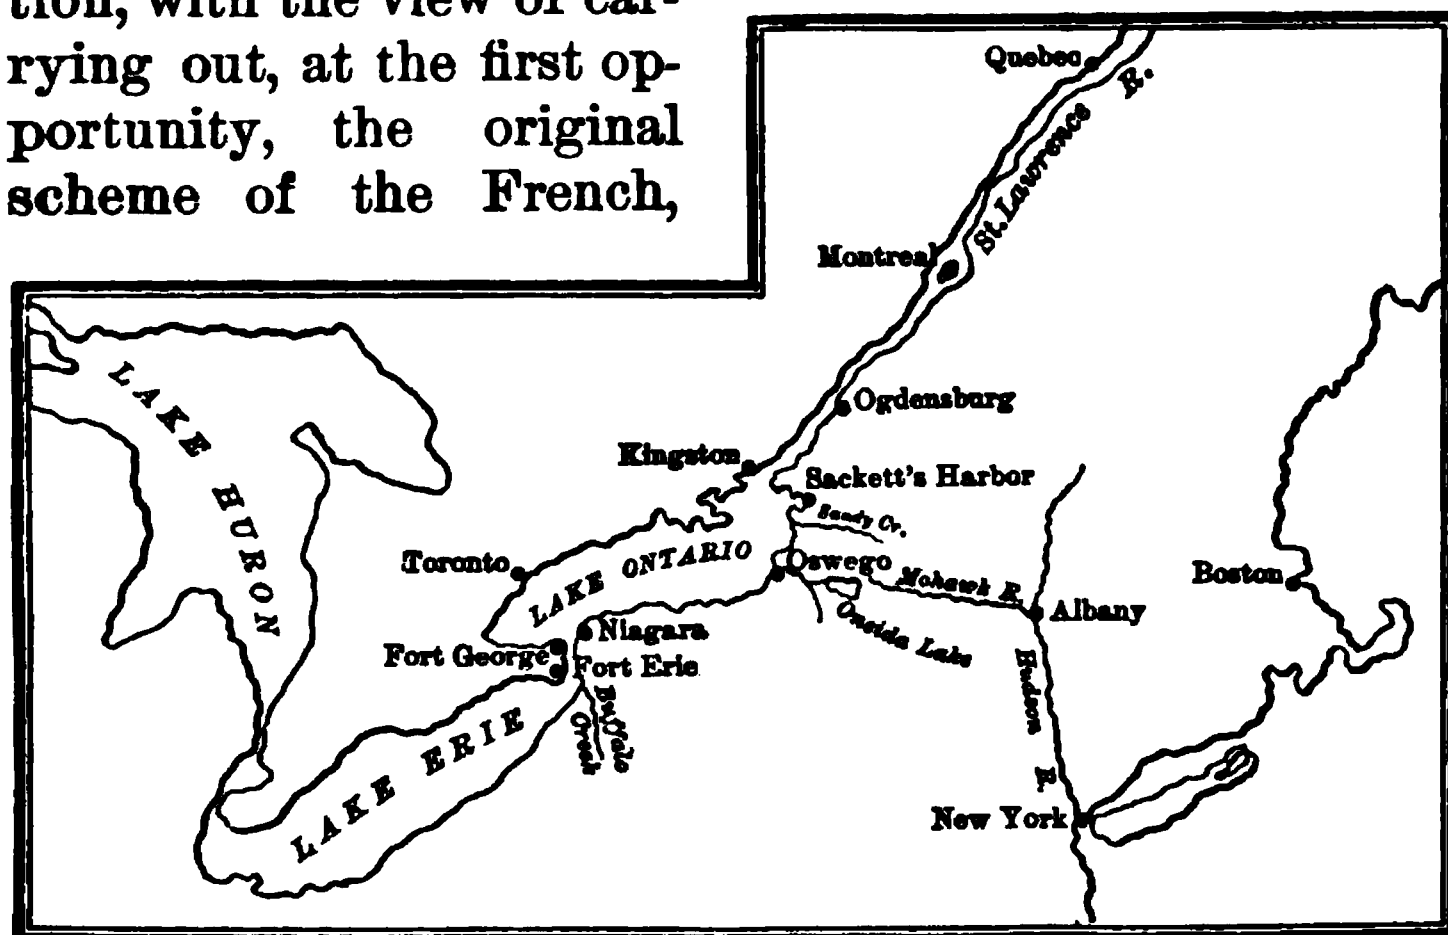 tion, with the view of car-
rying out, at the first op-
portunity, the original
scheme of the French,
Quebec
St. Lawrence R.
Montreal
Ogdensburg
Kingston
Sackett's Harbor
Sandy Cr.
LAKE HURON
Toronto
LAKE ONTARIO
Oswego
Mohawk R.
Boston
Albany
Oneida Lake
Niagara
Fort George
Fort Erie
Hudson R.
Buffalo
Creek
LAKE ERIE
New York